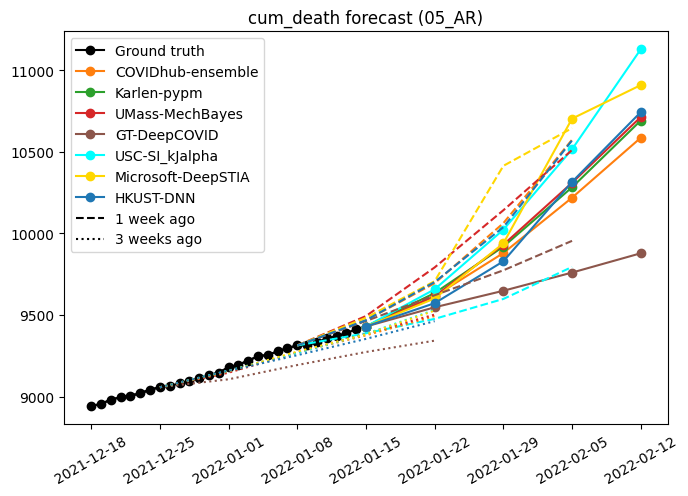 cum_death forecast (05_AR)
Ground truth
COVIDhub-ensemble
Karlen-pypm
UMass-MechBayes
GT-DeepCOVID
USC-SI_kJalpha
Microsoft-DeepSTIA
HKUST-DNN
1 week ago
3 weeks ago
11000
10500
10000
9500
9000
2021-12-18
2021-12-25
2022-01-01
2022-01-08
2022-01-15
2022-01-22
2022-01-29
2022-02-05
2022-02-12